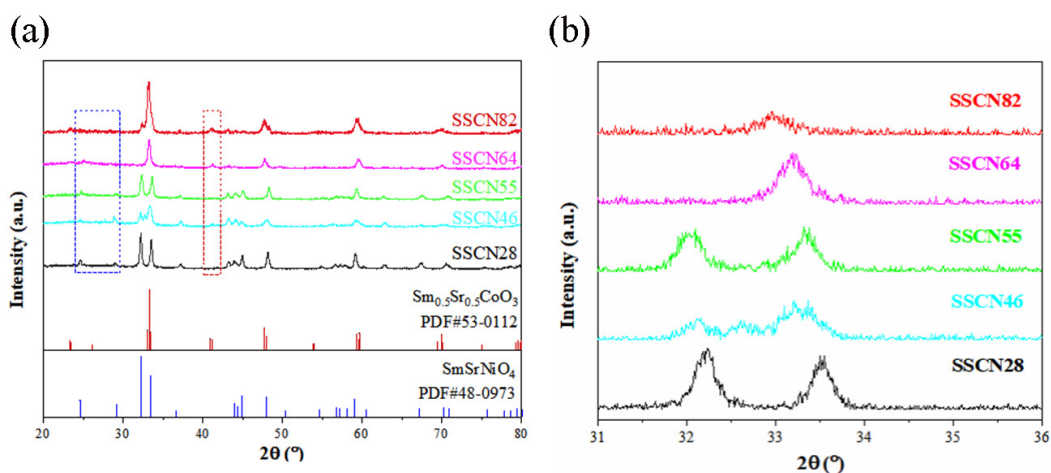 (a)
SSCN82
SSCN64
SSCN55
SSCN46
SSCN28
Sm0.5Sr0.5CoO3
PDF#53-0112
SmSrNiO4
PDF#48-0973
Intensity (a.u.)
20 30 40 50 60 70 80
2θ (°)
(b)
SSCN82
SSCN64
SSCN55
SSCN46
SSCN28
Intensity (a.u.)
31 32 33 34 35 36
2θ (°)